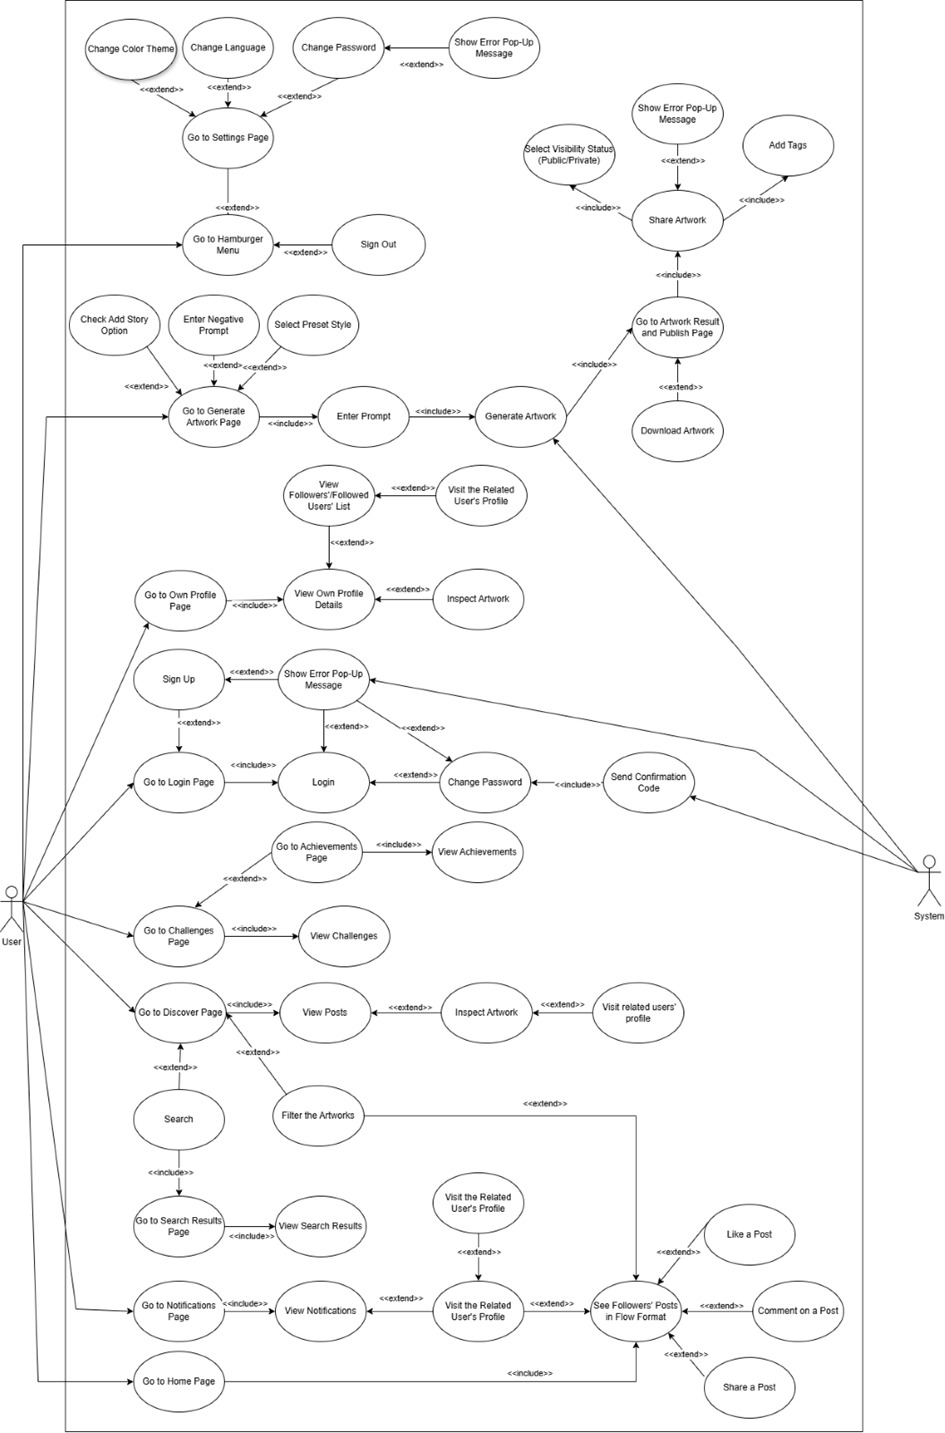 Change Color Theme
Change Language
Change Password
Show Error Pop-Up
Message
<<extend>>
<<extend>>
<<extend>>
<<extend>>
Go to Settings Page
<<extend>>
Go to Hamburger
Menu
<<extend>>
Sign Out
Show Error Pop-Up
Message
Select Visibility Status
(Public/Private)
<<extend>>
Add Tags
<<include>>
<<include>>
Share Artwork
<<include>>
Go to Artwork Result
and Publish Page
<<extend>>
Download Artwork
Check Add Story
Option
Enter Negative
Prompt
Select Preset Style
<<extend>>
<<extend>>
<<extend>>
<<include>>
Go to Generate
Artwork Page
<<include>>
Enter Prompt
<<include>>
Generate Artwork
View
Followers'/Followed
Users' List
<<extend>>
Visit the Related
User's Profile
<<extend>>
Go to Own Profile
Page
<<include>>
View Own Profile
Details
<<extend>>
Inspect Artwork
Sign Up
<<extend>>
Show Error Pop-Up
Message
<<extend>>
<<extend>>
<<extend>>
Go to Login Page
<<include>>
Login
<<extend>>
Change Password
<<include>>
Send Confirmation
Code
Go to Achievements
Page
<<include>>
View Achievements
<<extend>>
User
System
Go to Challenges
Page
<<include>>
View Challenges
Go to Discover Page
<<include>>
View Posts
<<extend>>
Inspect Artwork
<<extend>>
Visit related users'
profile
<<extend>>
<<extend>>
Search
Filter the Artworks
<<extend>>
<<include>>
Go to Search Results
Page
<<include>>
View Search Results
Visit the Related
User's Profile
<<extend>>
Like a Post
<<extend>>
Go to Notifications
Page
<<include>>
View Notifications
<<extend>>
Visit the Related
User's Profile
<<extend>>
See Followers' Posts
in Flow Format
<<extend>>
Comment on a Post
<<extend>>
Go to Home Page
<<include>>
Share a Post